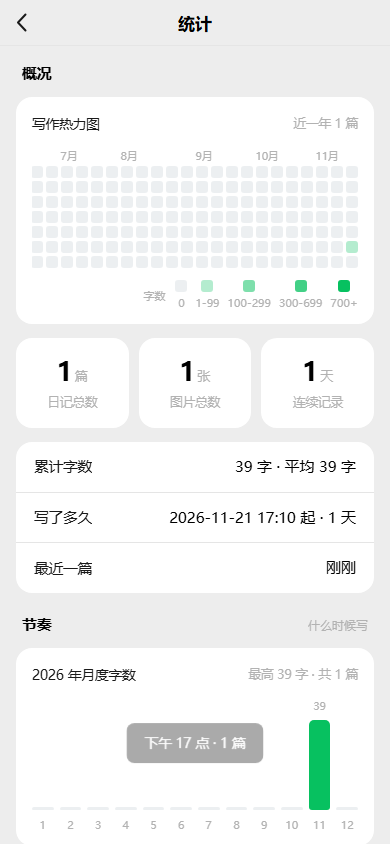 统计
概况
写作热力图 近一年 1 篇
7月 8月 9月 10月 11月
字数 0 1-99 100-299 300-699 700+
1 篇 1 张 1 天
日记总数 图片总数 连续记录
累计字数 39 字 · 平均 39 字
写了多久 2026-11-21 17:10 起 · 1 天
最近一篇 刚刚
节奏 什么时候写
2026 年月度字数 最高 39 字 · 共 1 篇
39
下午 17 点 · 1 篇
1 2 3 4 5 6 7 8 9 10 11 12